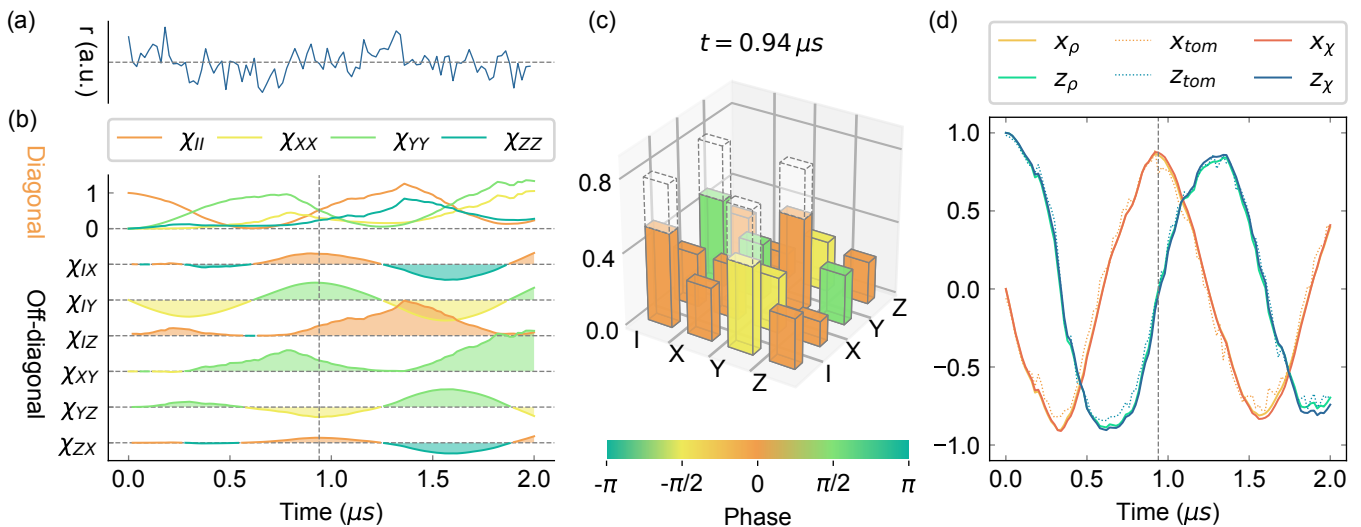 (a)
r (a.u.)
(b)
χ_II χ_XX χ_YY χ_ZZ
Diagonal
1
0
Off-diagonal
χ_IX
χ_IY
χ_IZ
χ_XY
χ_YZ
χ_ZX
0.0 0.5 1.0 1.5 2.0
Time (μs)
(c)
t = 0.94 μs
0.8
0.4
0.0
I X Y Z
I X Y Z
-π -π/2 0 π/2 π
Phase
(d)
x_ρ x_tom x_χ
z_ρ z_tom z_χ
1.0
0.5
0.0
−0.5
−1.0
0.0 0.5 1.0 1.5 2.0
Time (μs)